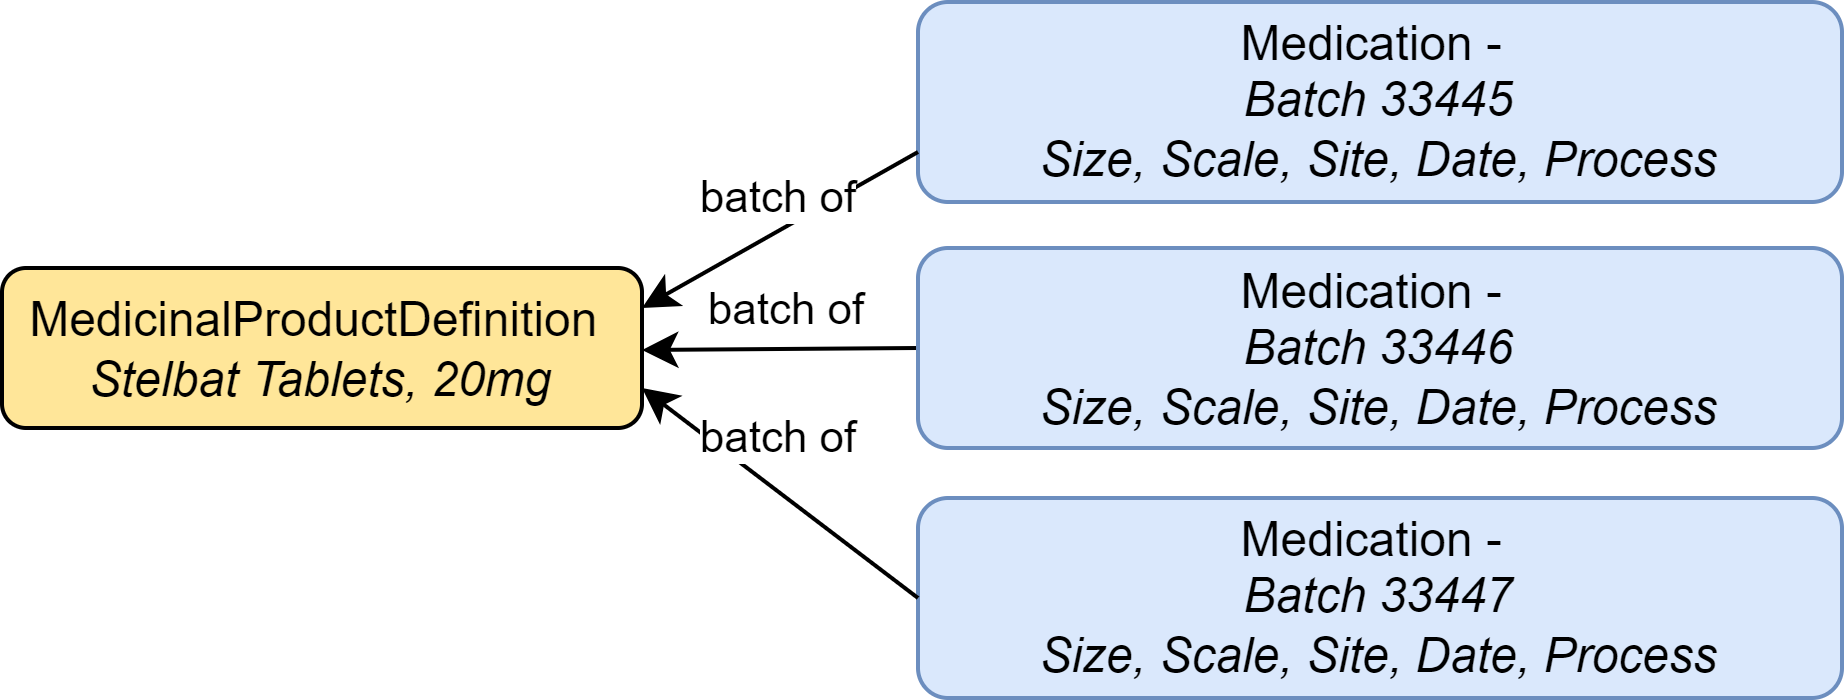 Medication -
Batch 33445
Size, Scale, Site, Date, Process
batch of
MedicinalProductDefinition
Stelbat Tablets, 20mg
batch of
Medication -
Batch 33446
Size, Scale, Site, Date, Process
batch of
Medication -
Batch 33447
Size, Scale, Site, Date, Process